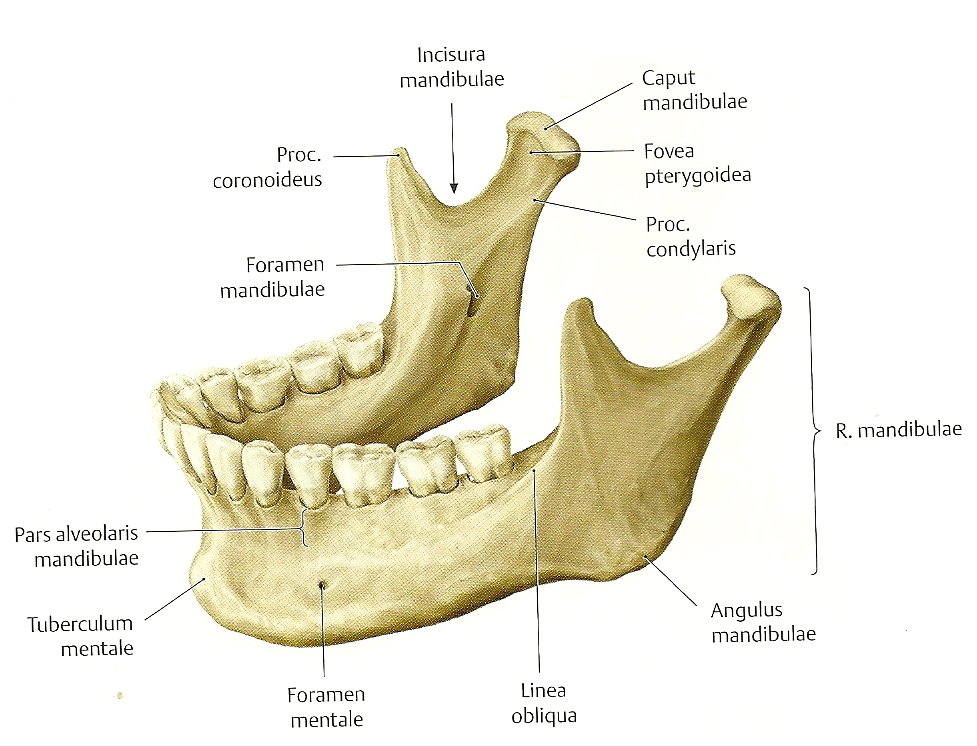 Incisura
mandibulae
Caput
mandibulae
Proc.
coronoideus
Fovea
pterygoidea
Proc.
condylaris
Foramen
mandibulae
R. mandibulae
Pars alveolaris
mandibulae
Tuberculum
mentale
Angulus
mandibulae
Foramen
mentale
Linea
obliqua